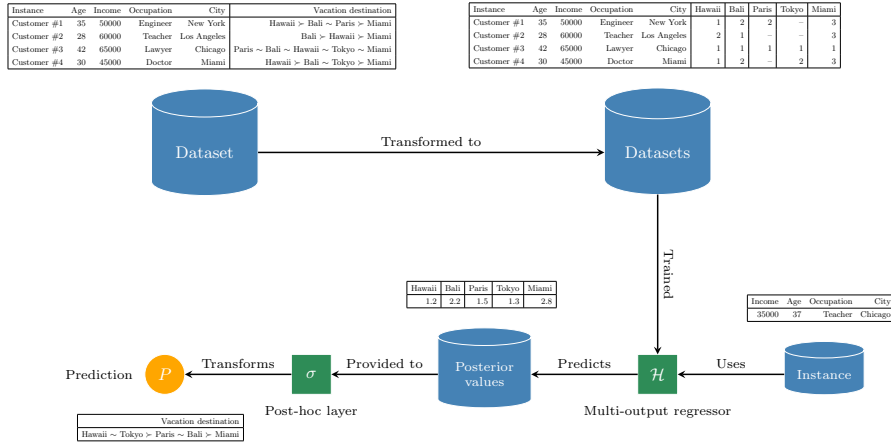 Instance Age Income Occupation City Vacation destination
Customer #1 35 50000 Engineer New York Hawaii ≻ Bali ∼ Paris ≻ Miami
Customer #2 28 60000 Teacher Los Angeles Bali ≻ Hawaii ≻ Miami
Customer #3 42 65000 Lawyer Chicago Paris ∼ Bali ∼ Hawaii ∼ Tokyo ∼ Miami
Customer #4 30 45000 Doctor Miami Hawaii ≻ Bali ∼ Tokyo ≻ Miami
Instance Age Income Occupation City Hawaii Bali Paris Tokyo Miami
Customer #1 35 50000 Engineer New York 1 2 2 – 3
Customer #2 28 60000 Teacher Los Angeles 2 1 – – 3
Customer #3 42 65000 Lawyer Chicago 1 1 1 1 1
Customer #4 30 45000 Doctor Miami 1 2 – 2 3
Dataset
Transformed to
Datasets
Trained
Hawaii Bali Paris Tokyo Miami
1.2 2.2 1.5 1.3 2.8
Income Age Occupation City
35000 37 Teacher Chicago
Prediction
P
Transforms
σ
Post-hoc layer
Provided to
Posterior
values
Predicts
H
Multi-output regressor
Uses
Instance
Vacation destination
Hawaii ∼ Tokyo ≻ Paris ∼ Bali ≻ Miami